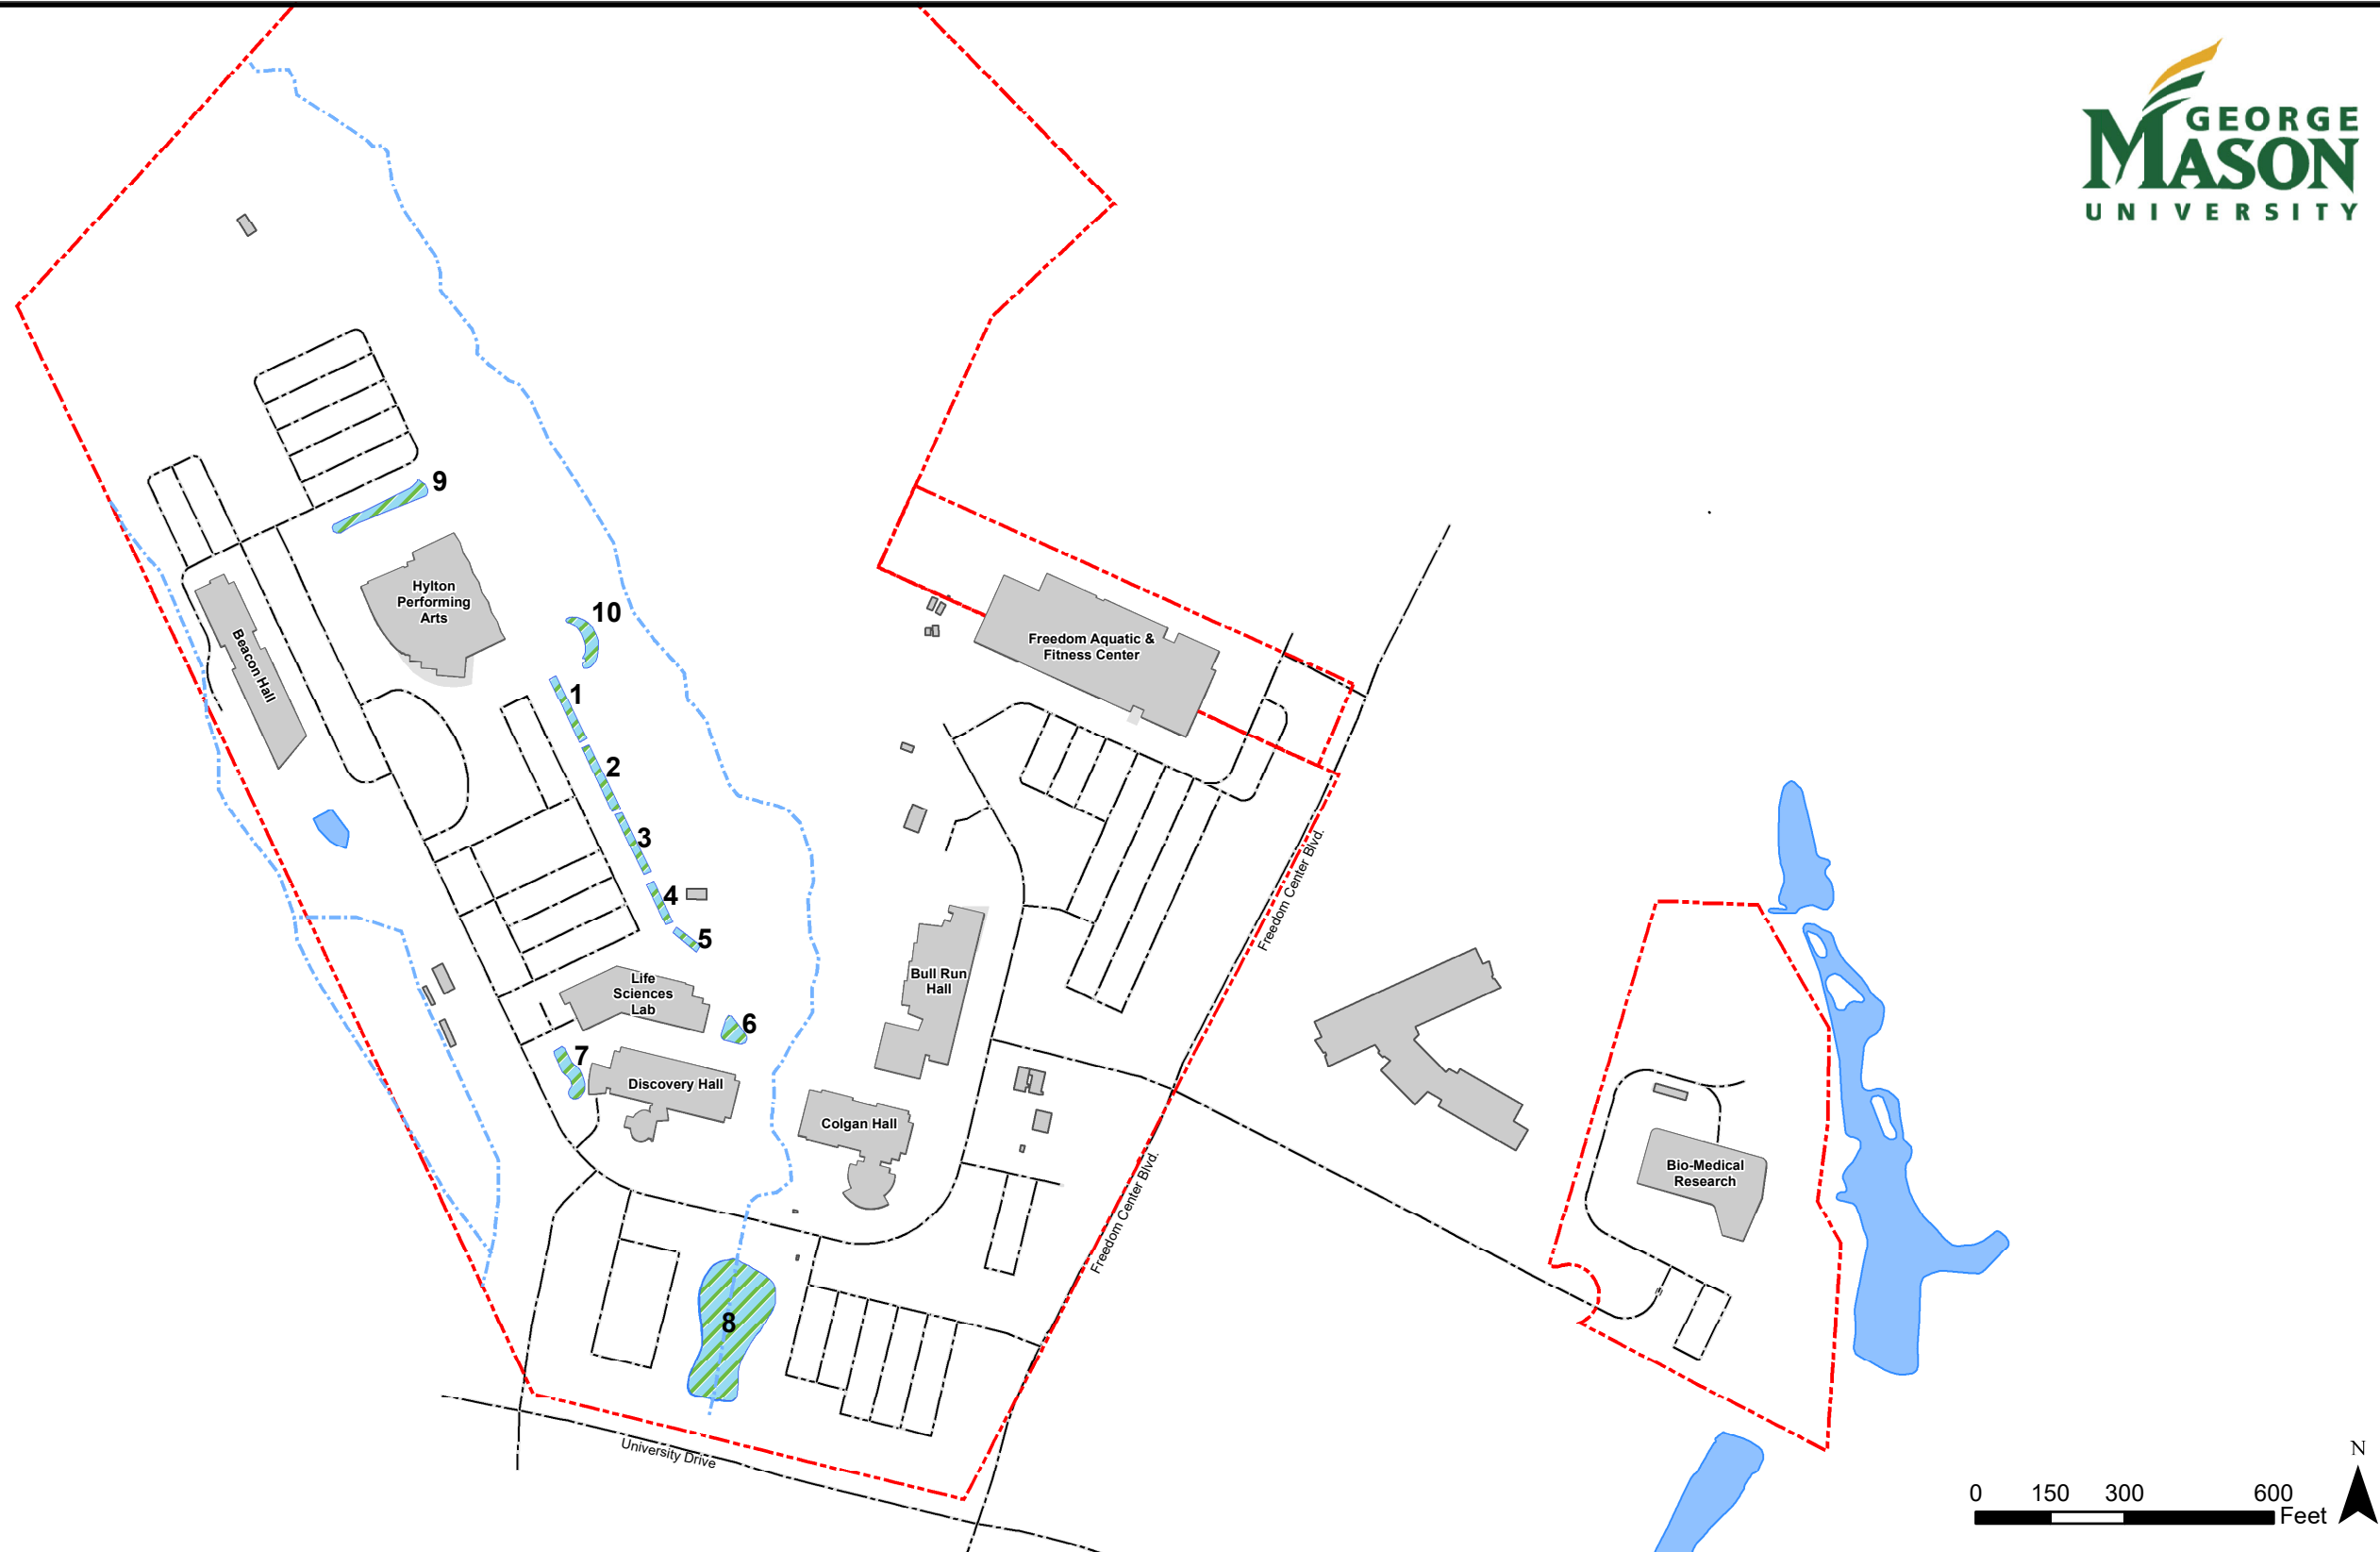 GEORGE
MASON
UNIVERSITY
9
Hylton
Performing
Arts
10
Beacon Hall
Freedom Aquatic &
Fitness Center
1
2
3
4
5
Freedom Center Blvd.
Life
Sciences
Lab
Bull Run
Hall
6
7
Discovery Hall
Colgan Hall
Bio-Medical
Research
Freedom Center Blvd.
8
University Drive
N
0 150 300 600
Feet